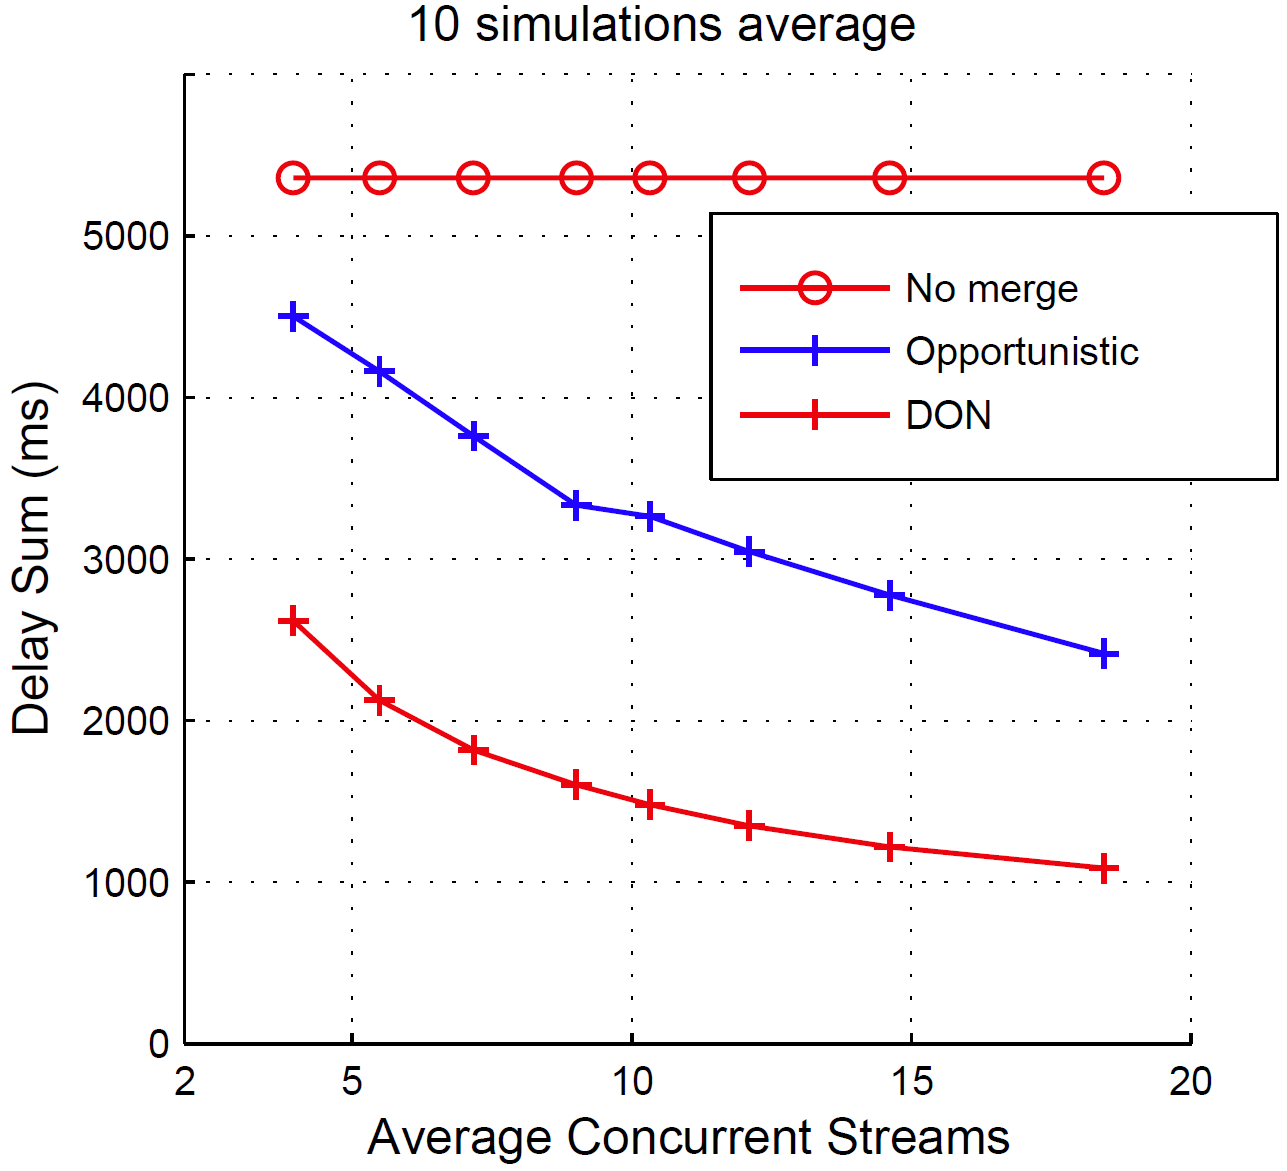 10 simulations average
5000
4000
3000
2000
1000
0
2 5 10 15 20
Delay Sum (ms)
Average Concurrent Streams
No merge
Opportunistic
DON